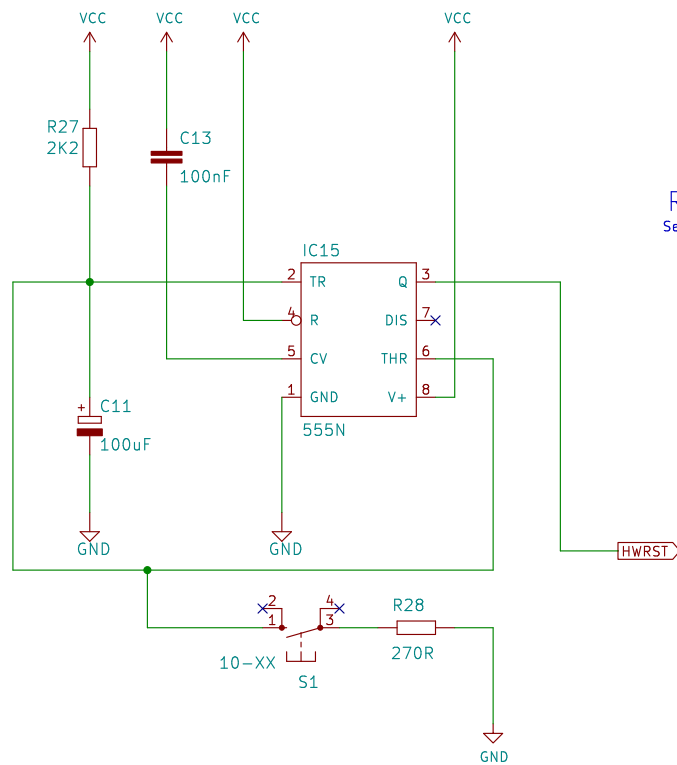 VCC
VCC
VCC
VCC
R27
2K2
C13
100nF
IC15
2
TR
Q
3
4
R
DIS
7
5
CV
THR
6
1
GND
V+
8
555N
+
C11
100uF
GND
GND
HWRST
2
4
1
3
R28
270R
10-XX
S1
GND
R
Se